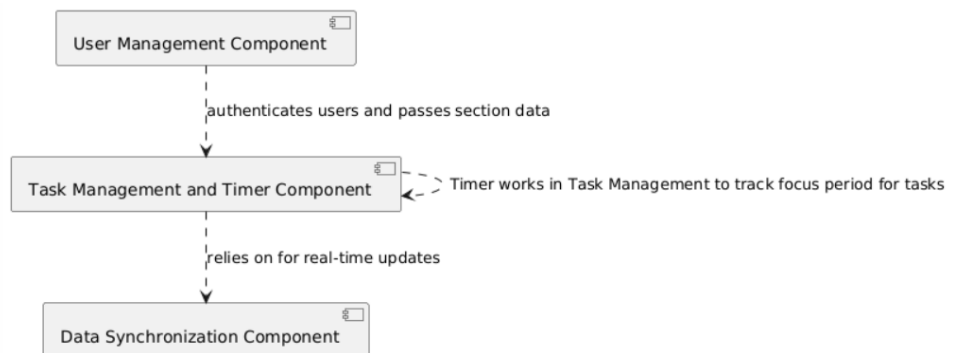 User Management Component
authenticates users and passes section data
Task Management and Timer Component
Timer works in Task Management to track focus period for tasks
relies on for real-time updates
Data Synchronization Component